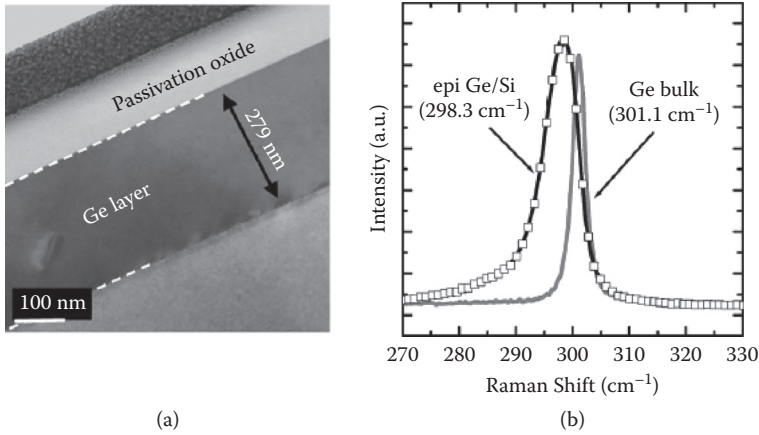 Passivation oxide
279 nm
Ge layer
100 nm
(a)
epi Ge/Si
(298.3 cm⁻¹)
Ge bulk
(301.1 cm⁻¹)
Intensity (a.u.)
270 280 290 300 310 320 330
Raman Shift (cm⁻¹)
(b)